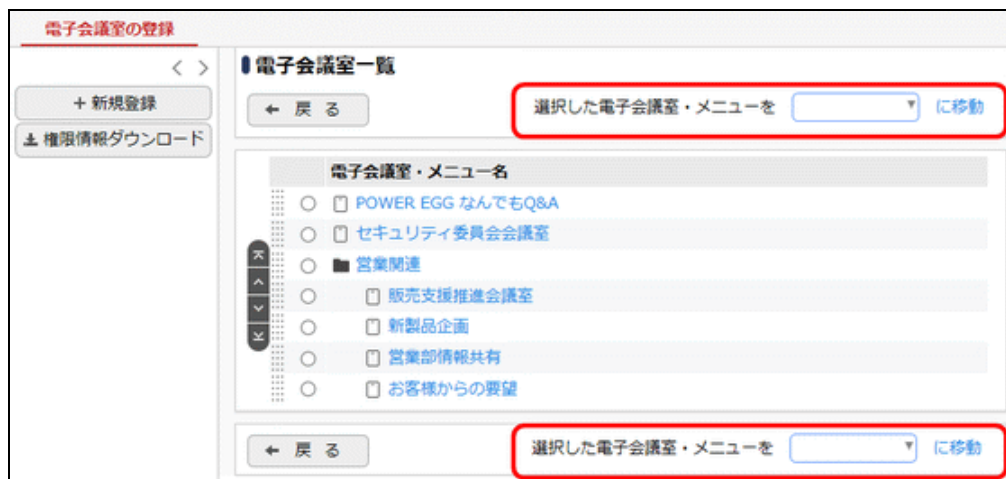 電子会議室の登録
＋新規登録
権限情報ダウンロード
電子会議室一覧
← 戻 る
選択した電子会議室・メニューを に移動
電子会議室・メニュー名
POWER EGG なんでもQ&A
セキュリティ委員会会議室
営業関連
販売支援推進会議室
新製品企画
営業部情報共有
お客様からの要望
← 戻 る
選択した電子会議室・メニューを に移動